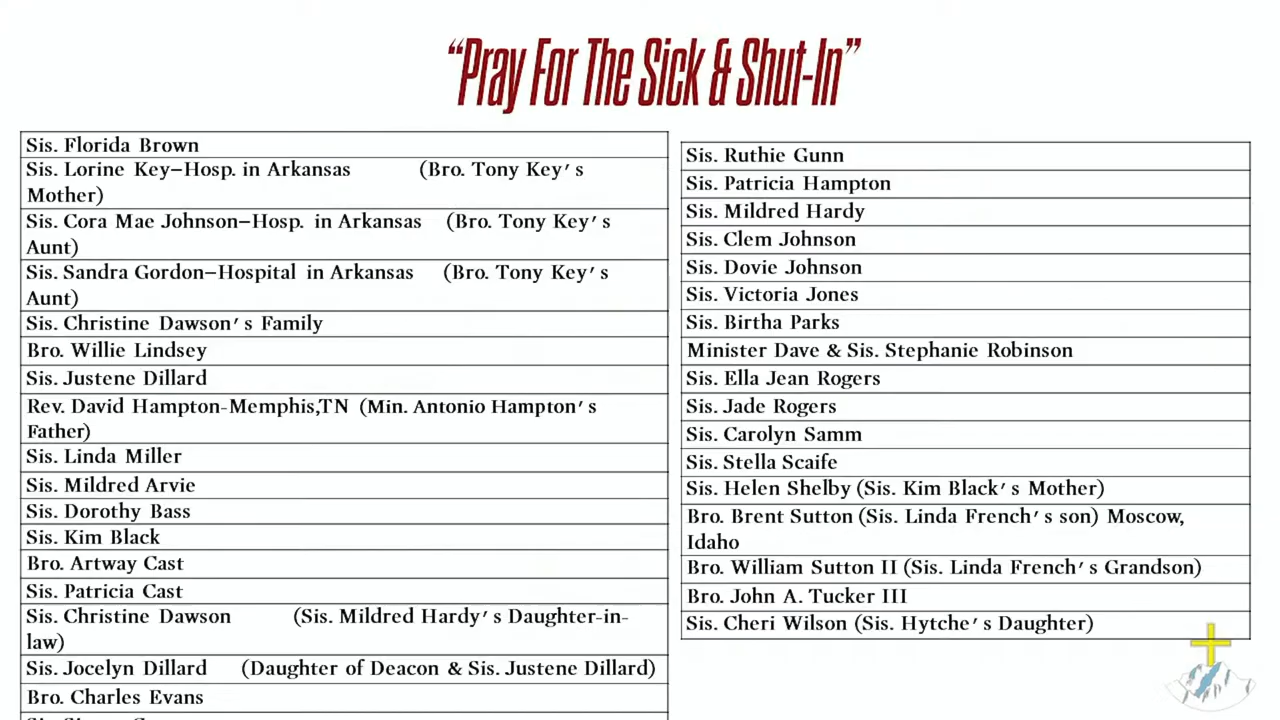 “Pray For The Sick & Shut-In”
Sis. Florida Brown
Sis. Lorine Key–Hosp. in Arkansas (Bro. Tony Key’s
Mother)
Sis. Cora Mae Johnson–Hosp. in Arkansas (Bro. Tony Key’s
Aunt)
Sis. Sandra Gordon–Hospital in Arkansas (Bro. Tony Key’s
Aunt)
Sis. Christine Dawson’s Family
Bro. Willie Lindsey
Sis. Justene Dillard
Rev. David Hampton-Memphis,TN (Min. Antonio Hampton’s
Father)
Sis. Linda Miller
Sis. Mildred Arvie
Sis. Dorothy Bass
Sis. Kim Black
Bro. Artway Cast
Sis. Patricia Cast
Sis. Christine Dawson (Sis. Mildred Hardy’s Daughter-in-
law)
Sis. Jocelyn Dillard (Daughter of Deacon & Sis. Justene Dillard)
Bro. Charles Evans
Sis. Ruthie Gunn
Sis. Patricia Hampton
Sis. Mildred Hardy
Sis. Clem Johnson
Sis. Dovie Johnson
Sis. Victoria Jones
Sis. Birtha Parks
Minister Dave & Sis. Stephanie Robinson
Sis. Ella Jean Rogers
Sis. Jade Rogers
Sis. Carolyn Samm
Sis. Stella Scaife
Sis. Helen Shelby (Sis. Kim Black’s Mother)
Bro. Brent Sutton (Sis. Linda French’s son) Moscow,
Idaho
Bro. William Sutton II (Sis. Linda French’s Grandson)
Bro. John A. Tucker III
Sis. Cheri Wilson (Sis. Hytche’s Daughter)